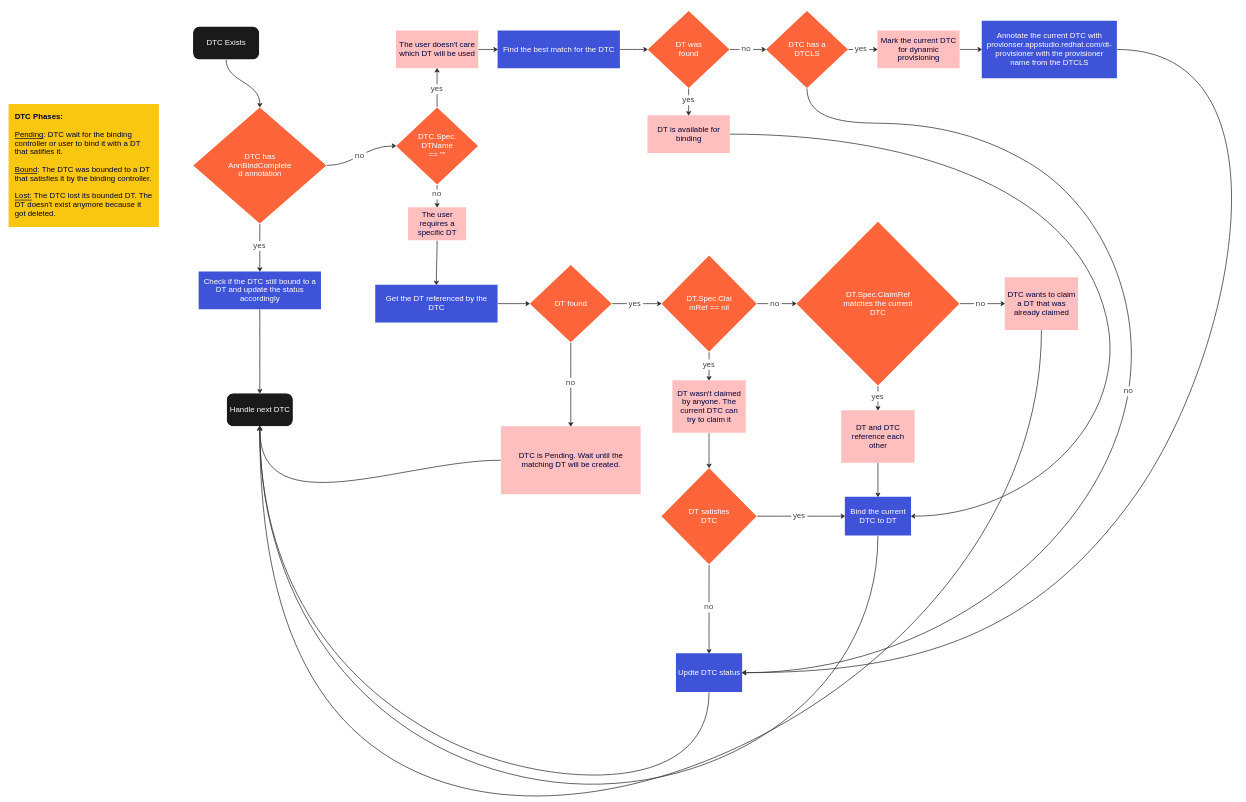 DTC Exists
The user doesn't care
which DT will be used
Find the best match for the DTC
DT was
found
no
DTC has a
DTCLS
yes
Mark the current DTC
for dynamic
provisioning
Annotate the current DTC with
provionser.appstudio.redhat.com/dt-
provisioner with the provisioner
name from the DTCLS
yes
yes
DTC Phases:
Pending: DTC wait for the binding
controller or user to bind it with a DT
that satifies it.
Bound: The DTC was bounded to a DT
that satisfies it by the binding controller.
Lost: The DTC lost its bounded DT. The
DT doesn't exist anymore because it
got deleted.
DTC has
AnnBindComplete
d annotation
no
DTC.Spec.
DTName
== ""
DT is available for
binding
no
The user
requires a
specific DT
yes
Check if the DTC still bound to a
DT and update the status
accordingly
Get the DT referenced by the
DTC
DT found
yes
DT.Spec.Clai
mRef == nil
no
DT.Spec.ClaimRef
matches the current
DTC
no
DTC wants to claim
a DT that was
already claimed
no
yes
no
yes
Handle next DTC
DT wasn't claimed
by anyone. The
current DTC can
try to claim it
DT and DTC
reference each
other
DTC is Pending. Wait until the
matching DT will be created.
DT satisfies
DTC
yes
Bind the current
DTC to DT
no
Updte DTC status